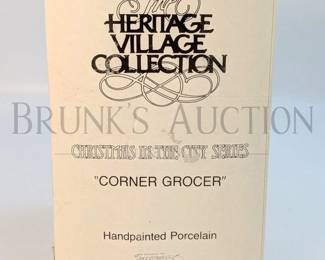 The
HERITAGE
VILLAGE
COLLECTION
BRUNK'S AUCTION
CHRISTMAS IN THE CITY SERIES
"CORNER GROCER"
Handpainted Porcelain